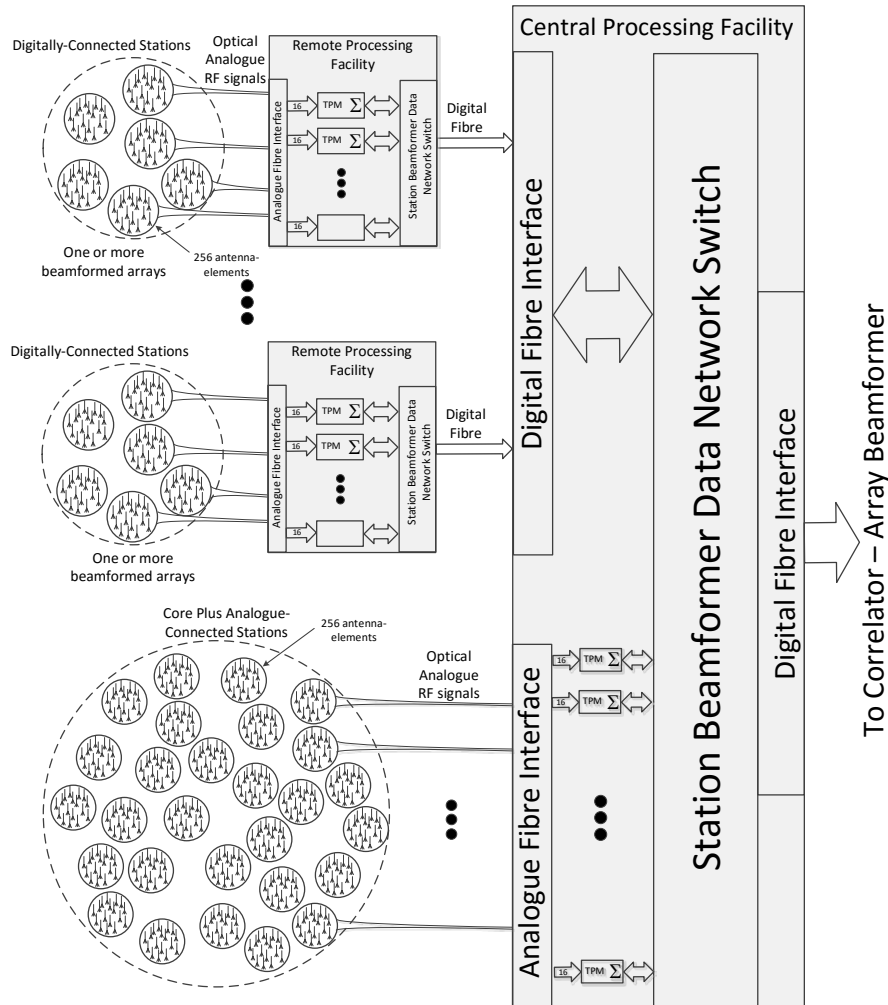 Central Processing Facility
Digitally-Connected Stations
Optical
Analogue
RF signals
Remote Processing
Facility
Analogue Fibre Interface
16
TPM Σ
16
TPM Σ
16
Station Beamformer Data
Network Switch
Digital
Fibre
One or more
beamformed arrays
256 antenna-
elements
Digitally-Connected Stations
Remote Processing
Facility
Analogue Fibre Interface
16
TPM Σ
16
TPM Σ
16
Station Beamformer Data
Network Switch
Digital
Fibre
One or more
beamformed arrays
Digital Fibre Interface
Station Beamformer Data Network Switch
Digital Fibre Interface
To Correlator – Array Beamformer
Core Plus Analogue-
Connected Stations
256 antenna-
elements
Optical
Analogue
RF signals
Analogue Fibre Interface
16
TPM Σ
16
TPM Σ
16
TPM Σ